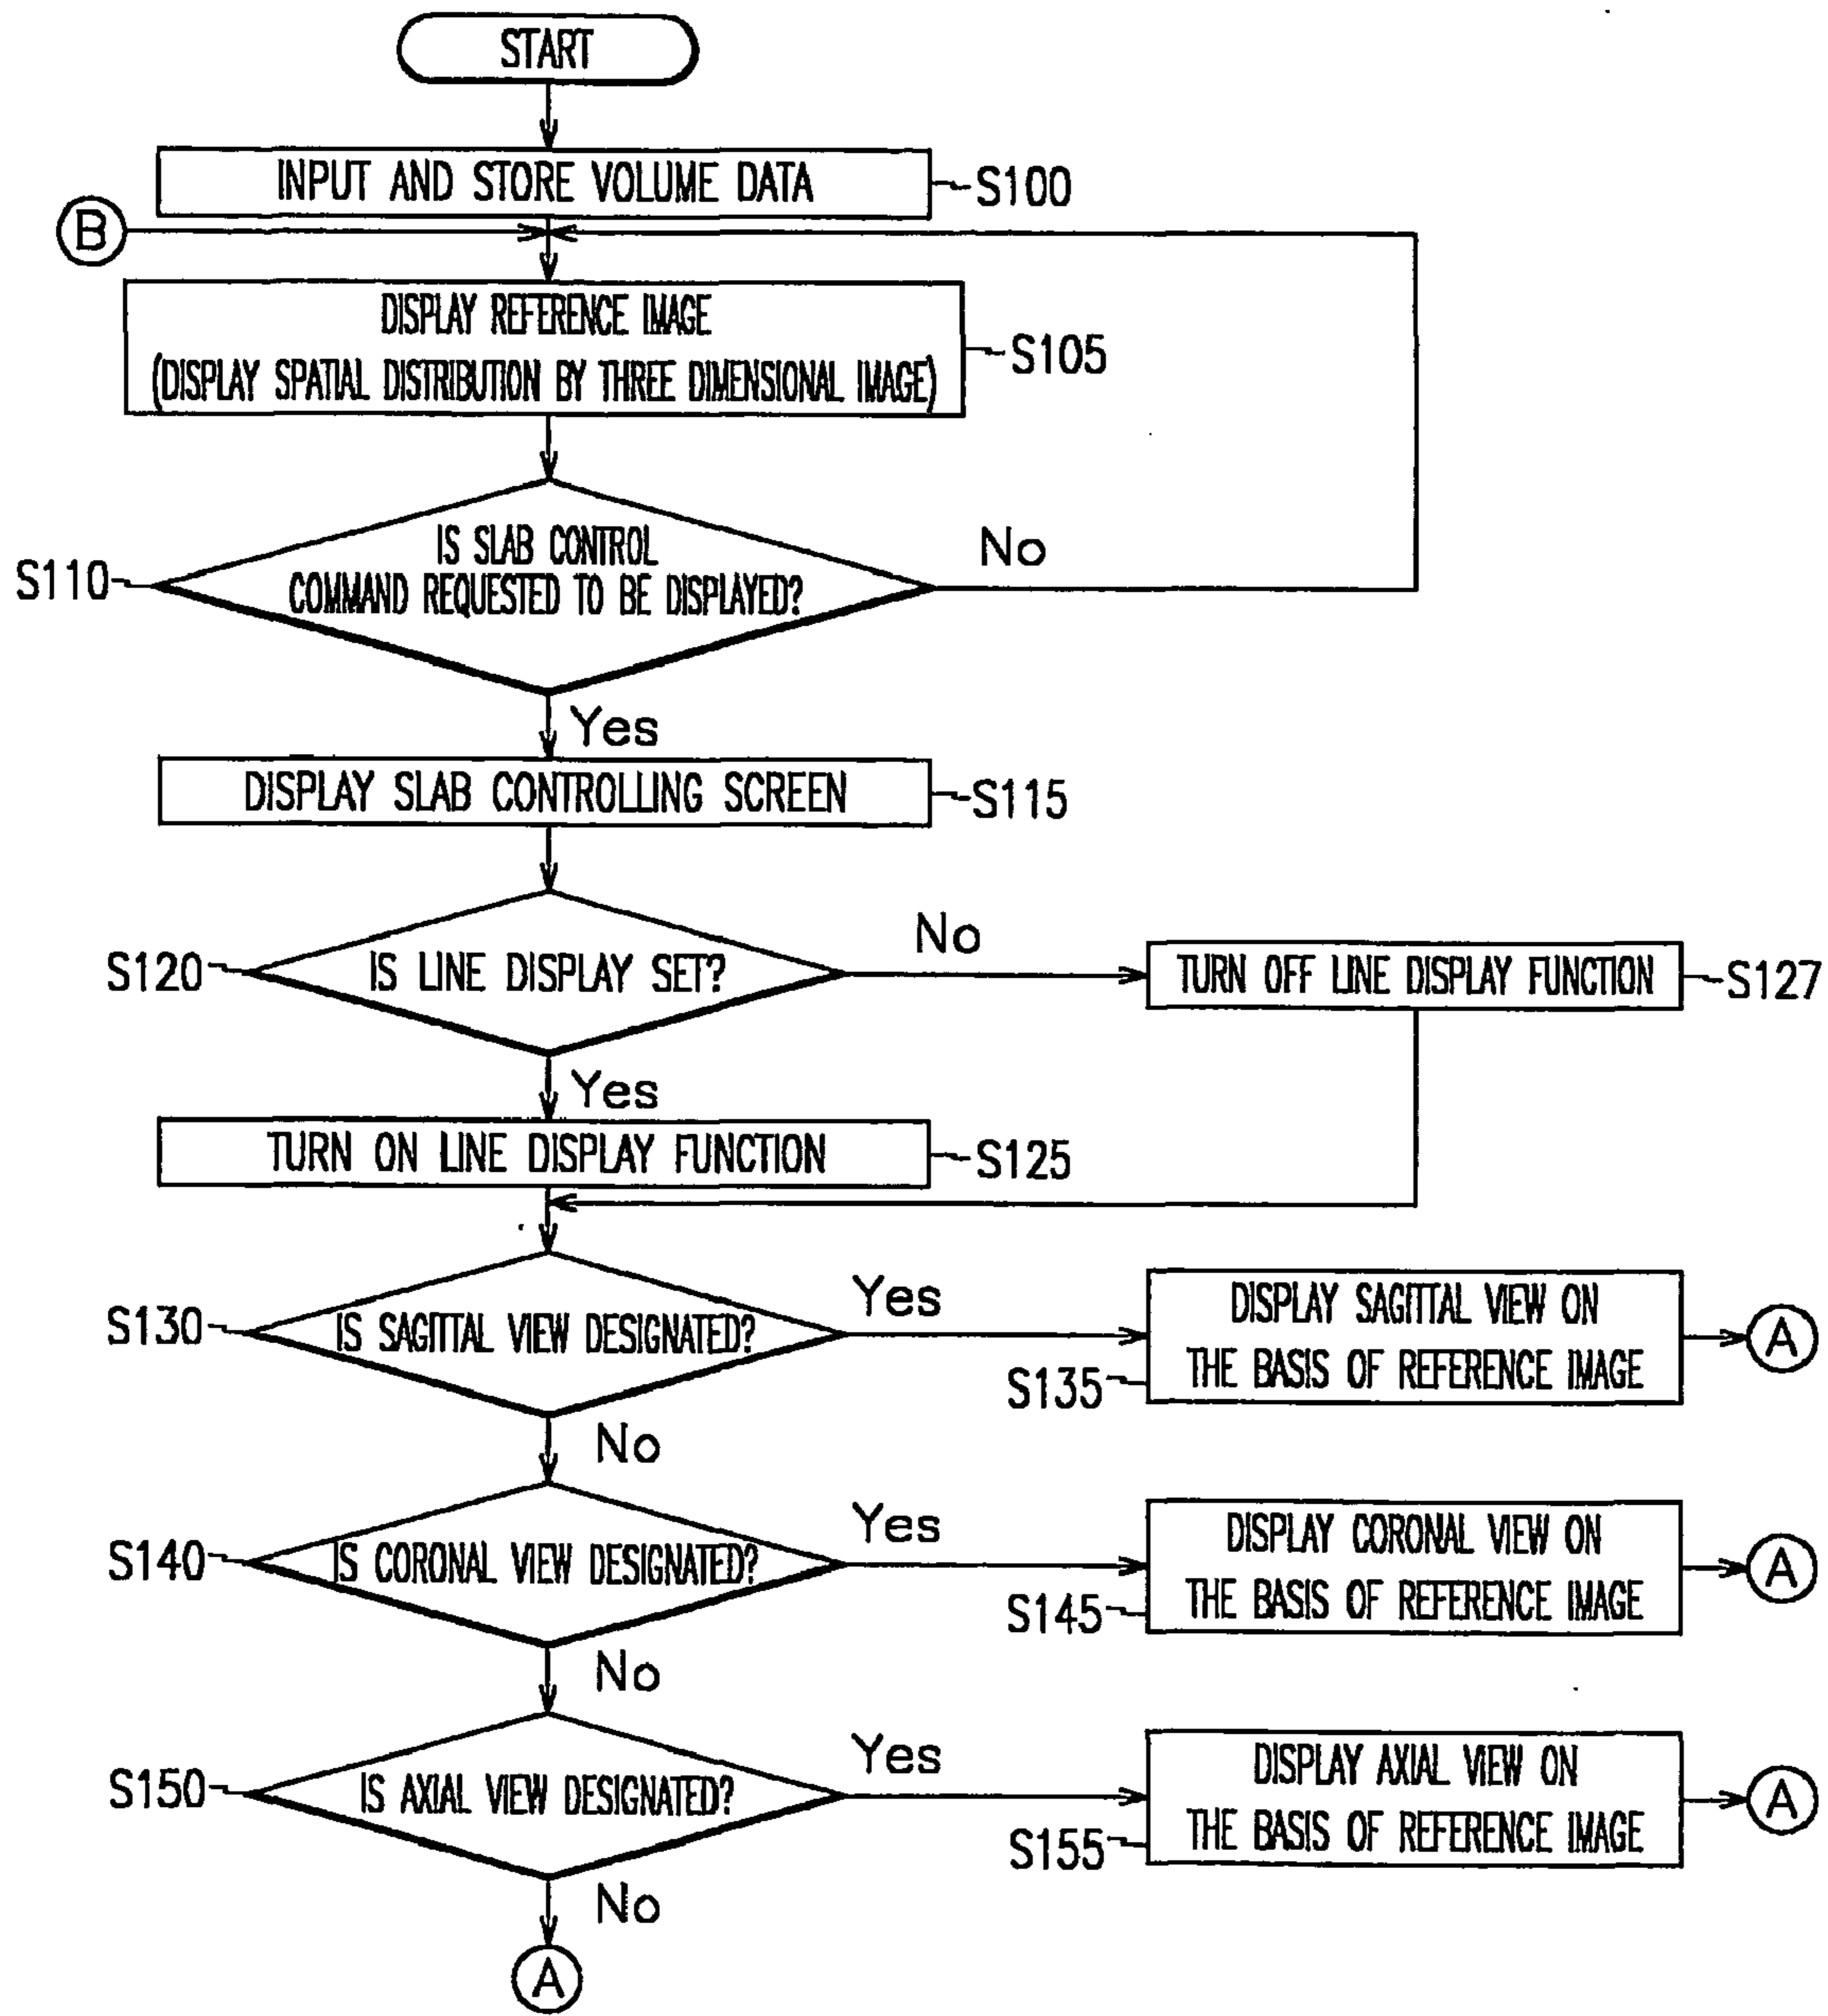 START
INPUT AND STORE VOLUME DATA
S100
B
DISPLAY REFERENCE IMAGE
(DISPLAY SPATIAL DISTRIBUTION BY THREE DIMENSIONAL IMAGE)
S105
IS SLAB CONTROL
COMMAND REQUESTED TO BE DISPLAYED?
No
S110
Yes
DISPLAY SLAB CONTROLLING SCREEN
S115
No
S120
IS LINE DISPLAY SET?
TURN OFF LINE DISPLAY FUNCTION
S127
Yes
TURN ON LINE DISPLAY FUNCTION
S125
S130
IS SAGITTAL VIEW DESIGNATED?
Yes
DISPLAY SAGITTAL VIEW ON
THE BASIS OF REFERENCE IMAGE
S135
A
No
S140
IS CORONAL VIEW DESIGNATED?
Yes
DISPLAY CORONAL VIEW ON
THE BASIS OF REFERENCE IMAGE
S145
A
No
S150
IS AXIAL VIEW DESIGNATED?
Yes
DISPLAY AXIAL VIEW ON
THE BASIS OF REFERENCE IMAGE
S155
A
No
A